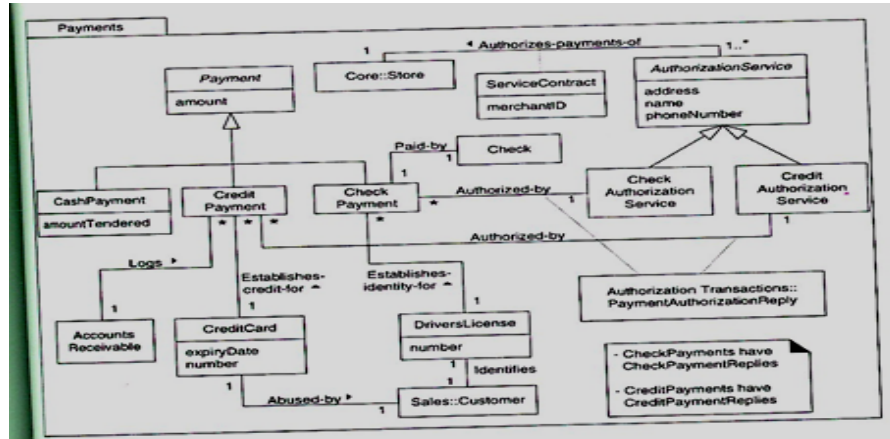 Payments
1 ◄ Authorizes-payments-of 1..*
Payment
amount
Core::Store
ServiceContract
merchantID
AuthorizationService
address
name
phoneNumber
Paid-by
1
1
Check
CashPayment
amountTendered
Credit
Payment
Check
Payment
Authorized-by
*
1
Check
Authorization
Service
Credit
Authorization
Service
* * *
Authorized-by
1
*
Logs ►
Establishes-
credit-for
Establishes-
identity-for
Authorization Transactions::
PaymentAuthorizationReply
1
1
1
Accounts
Receivable
CreditCard
expiryDate
number
DriversLicense
number
1
Identifies
1
- CheckPayments have
CheckPaymentReplies
- CreditPayments have
CreditPaymentReplies
1
Abused-by ►
1
Sales::Customer